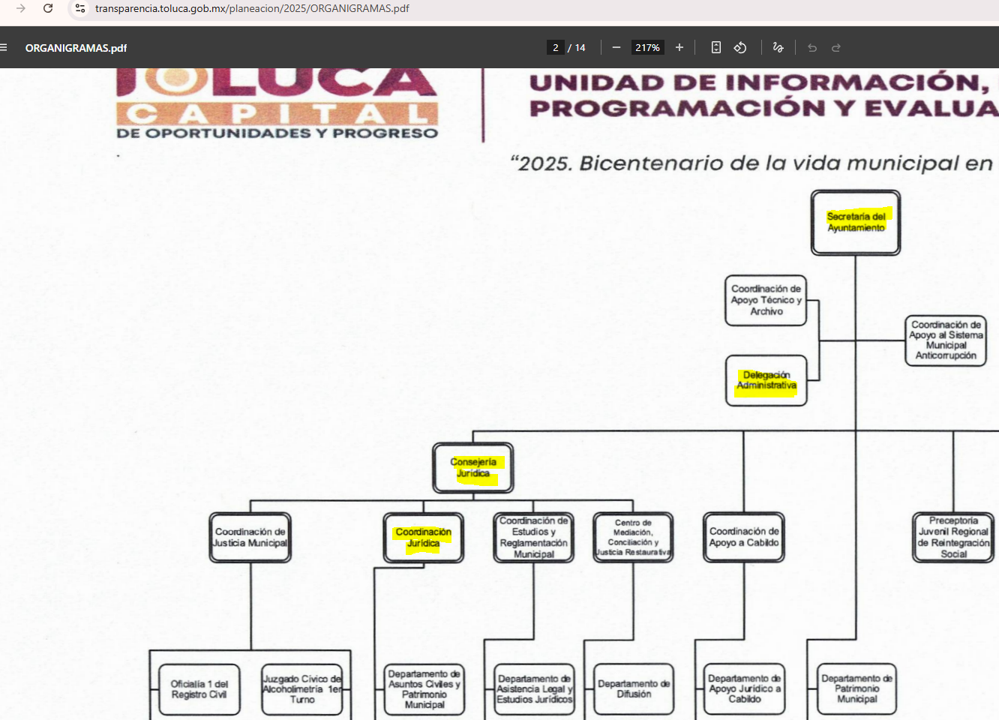 transparencia.toluca.gob.mx/planeacion/2025/ORGANIGRAMAS.pdf
ORGANIGRAMAS.pdf
2 / 14
217%
TOLUCA
CAPITAL
DE OPORTUNIDADES Y PROGRESO
UNIDAD DE INFORMACIÓN,
PROGRAMACIÓN Y EVALUA
“2025. Bicentenario de la vida municipal en
Secretaría del
Ayuntamiento
Coordinación de
Apoyo Técnico y
Archivo
Coordinación de
Apoyo al Sistema
Municipal
Anticorrupción
Delegación
Administrativa
Consejería
Jurídica
Coordinación de
Justicia Municipal
Coordinación
Jurídica
Coordinación de
Estudios y
Reglamentación
Municipal
Centro de
Mediación,
Conciliación y
Justicia Restaurativa
Coordinación de
Apoyo a Cabildo
Preceptoría
Juvenil Regional
de Reintegración
Social
Oficialía 1 del
Registro Civil
Juzgado Cívico de
Alcoholimetría 1er
Turno
Departamento de
Asuntos Civiles y
Patrimonio
Municipal
Departamento de
Asistencia Legal y
Estudios Jurídicos
Departamento de
Difusión
Departamento de
Apoyo Jurídico a
Cabildo
Departamento de
Patrimonio
Municipal